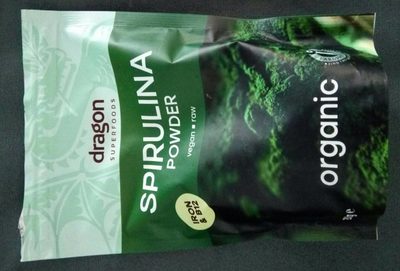 dragon
SUPERFOODS
SPIRULINA
POWDER
vegan ■ raw
IRON
& B12
organic